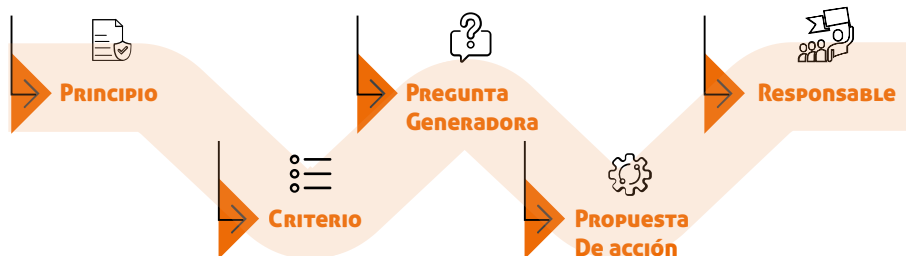 Principio
Criterio
Pregunta
Generadora
Propuesta
De acción
Responsable